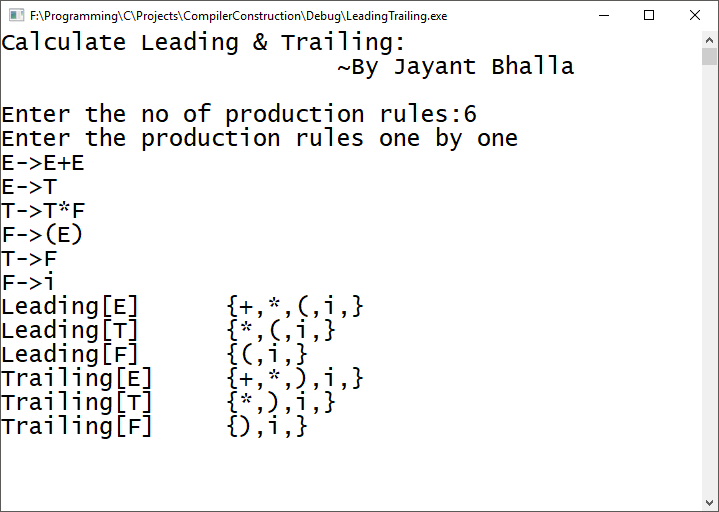 F:\Programming\C\Projects\CompilerConstruction\Debug\LeadingTrailing.exe
Calculate Leading & Trailing:
~By Jayant Bhalla
Enter the no of production rules:6
Enter the production rules one by one
E->E+E
E->T
T->T*F
F->(E)
T->F
F->i
Leading[E] {+,*,(,i,}
Leading[T] {*,(,i,}
Leading[F] {(,i,}
Trailing[E] {+,*,),i,}
Trailing[T] {*,),i,}
Trailing[F] {),i,}